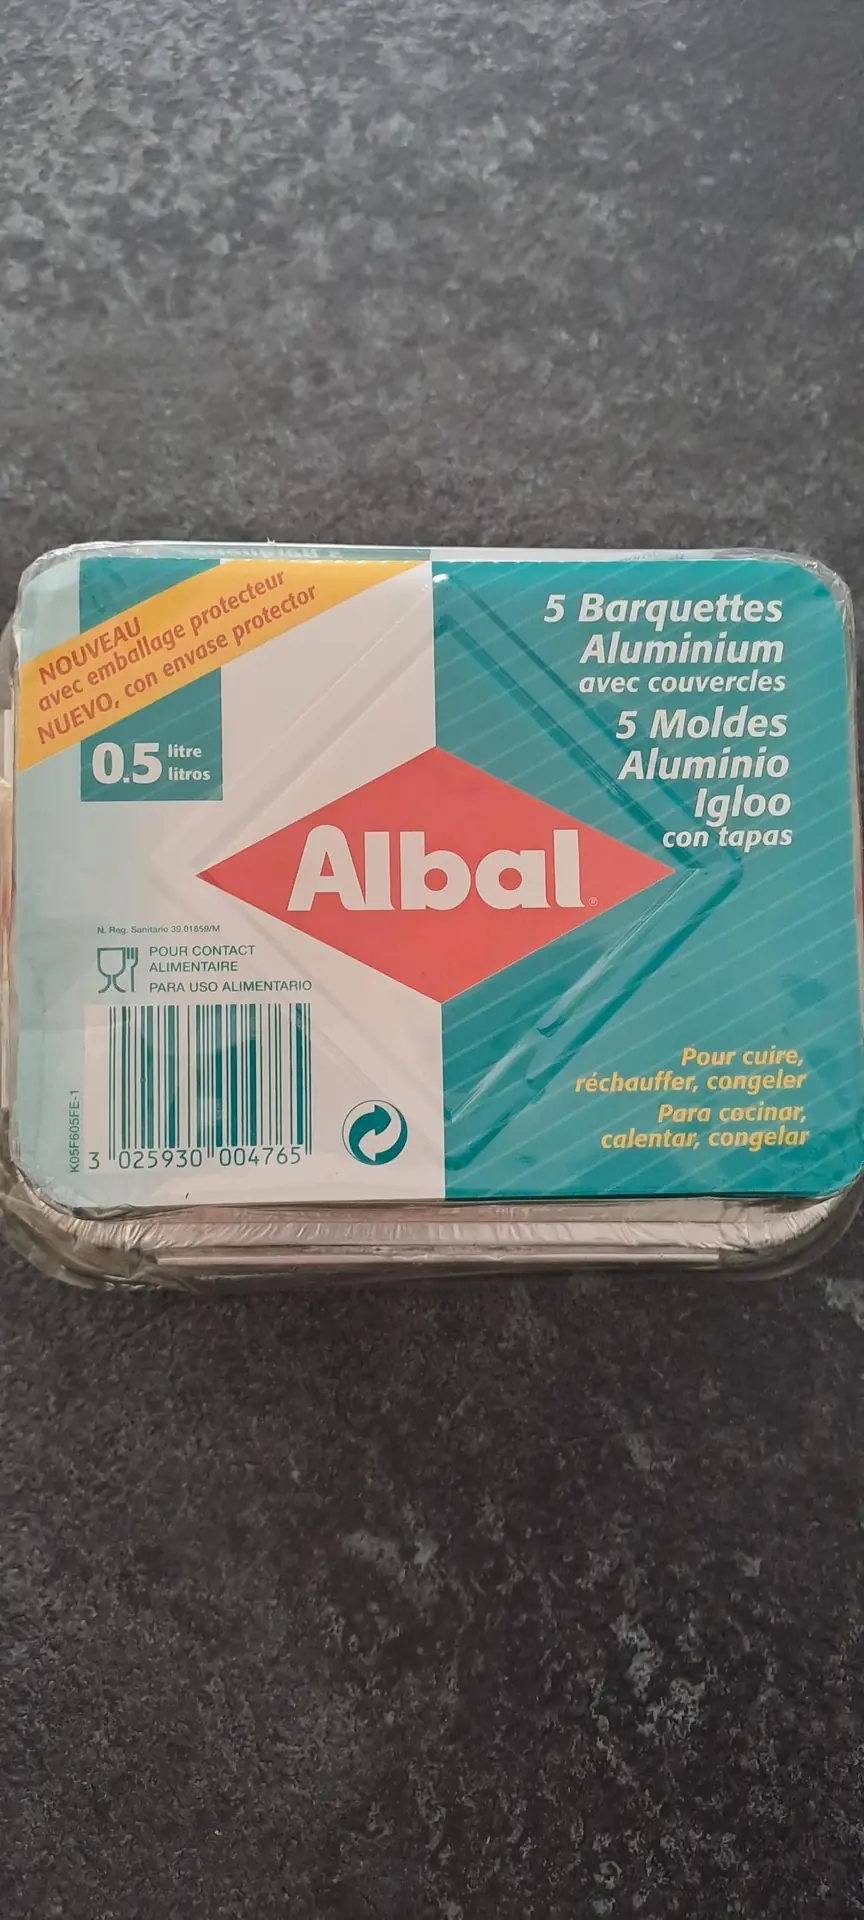 NOUVEAU
avec emballage protecteur
NUEVO, con envase protector
0.5 litre
litros
5 Barquettes
Aluminium
avec couvercles
5 Moldes
Aluminio
Igloo
con tapas
Albal®
N. Reg. Sanitario 39.01859/M
POUR CONTACT
ALIMENTAIRE
PARA USO ALIMENTARIO
K05F605FE-1
3 025930 004765
Pour cuire,
réchauffer, congeler
Para cocinar,
calentar, congelar